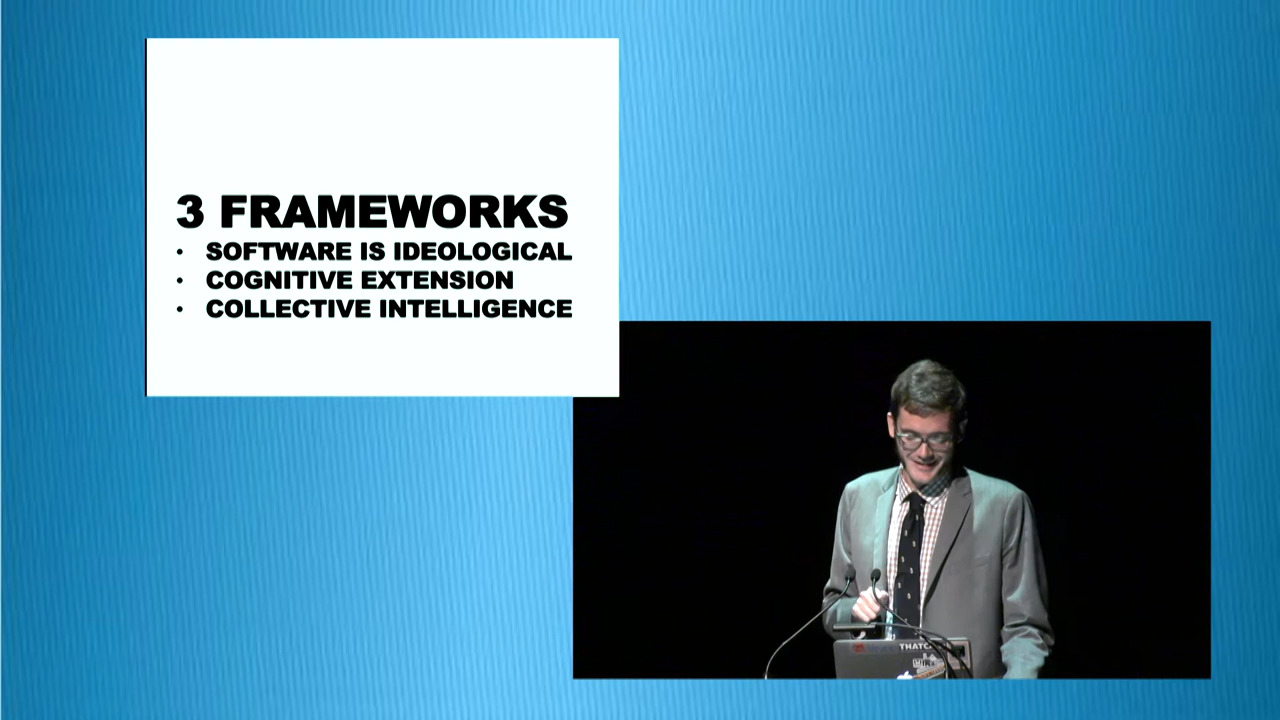 3 FRAMEWORKS
• SOFTWARE IS IDEOLOGICAL
• COGNITIVE EXTENSION
• COLLECTIVE INTELLIGENCE